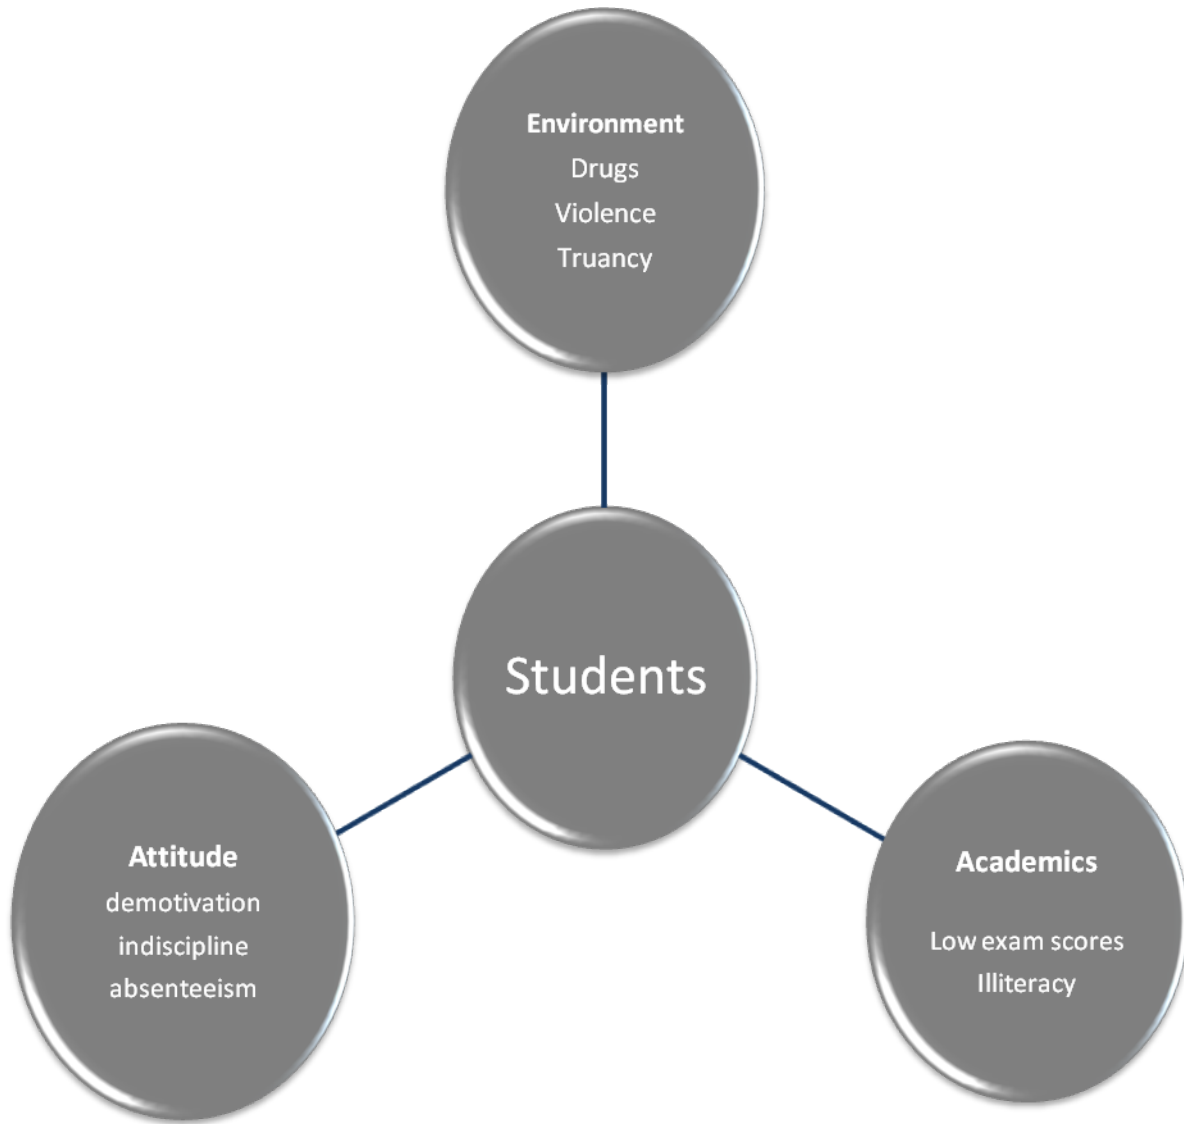 Environment
Drugs
Violence
Truancy
Students
Attitude
demotivation
indiscipline
absenteeism
Academics
Low exam scores
Illiteracy